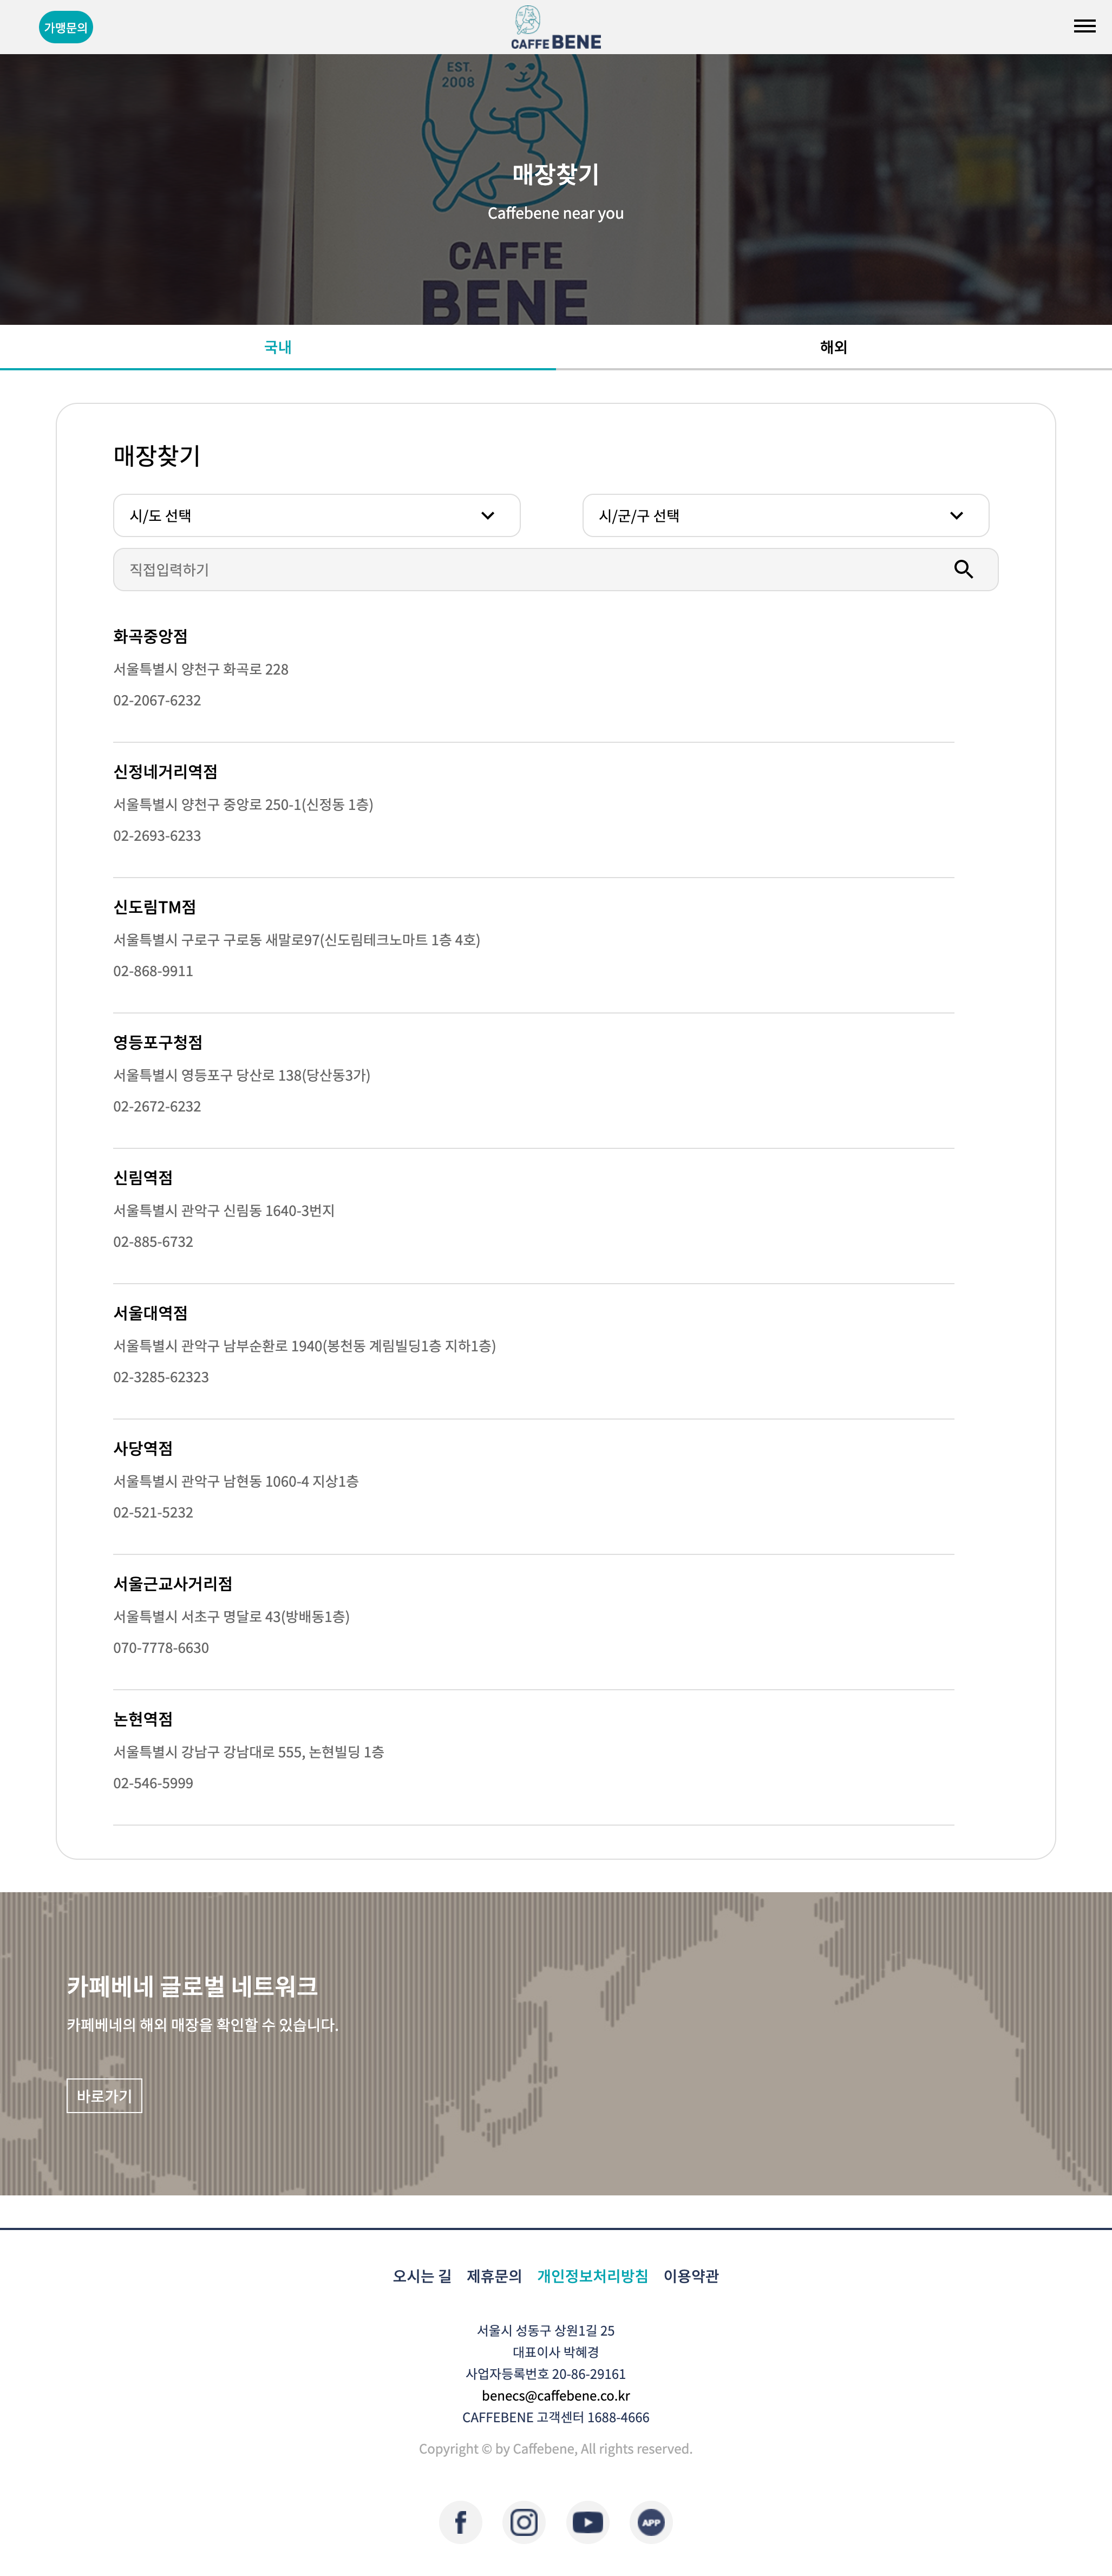 가맹문의
CAFFE BENE
EST.
2008
매장찾기
Caffebene near you
CAFFE
BENE
국내
해외
매장찾기
시/도 선택
시/군/구 선택
직접입력하기
화곡중앙점
서울특별시 양천구 화곡로 228
02-2067-6232
신정네거리역점
서울특별시 양천구 중앙로 250-1(신정동 1층)
02-2693-6233
신도림TM점
서울특별시 구로구 구로동 새말로97(신도림테크노마트 1층 4호)
02-868-9911
영등포구청점
서울특별시 영등포구 당산로 138(당산동3가)
02-2672-6232
신림역점
서울특별시 관악구 신림동 1640-3번지
02-885-6732
서울대역점
서울특별시 관악구 남부순환로 1940(봉천동 계림빌딩1층 지하1층)
02-3285-62323
사당역점
서울특별시 관악구 남현동 1060-4 지상1층
02-521-5232
서울근교사거리점
서울특별시 서초구 명달로 43(방배동1층)
070-7778-6630
논현역점
서울특별시 강남구 강남대로 555, 논현빌딩 1층
02-546-5999
카페베네 글로벌 네트워크
카페베네의 해외 매장을 확인할 수 있습니다.
바로가기
오시는 길 제휴문의 개인정보처리방침 이용약관
서울시 성동구 상원1길 25
대표이사 박혜경
사업자등록번호 20-86-29161
benecs@caffebene.co.kr
CAFFEBENE 고객센터 1688-4666
Copyright © by Caffebene, All rights reserved.
APP